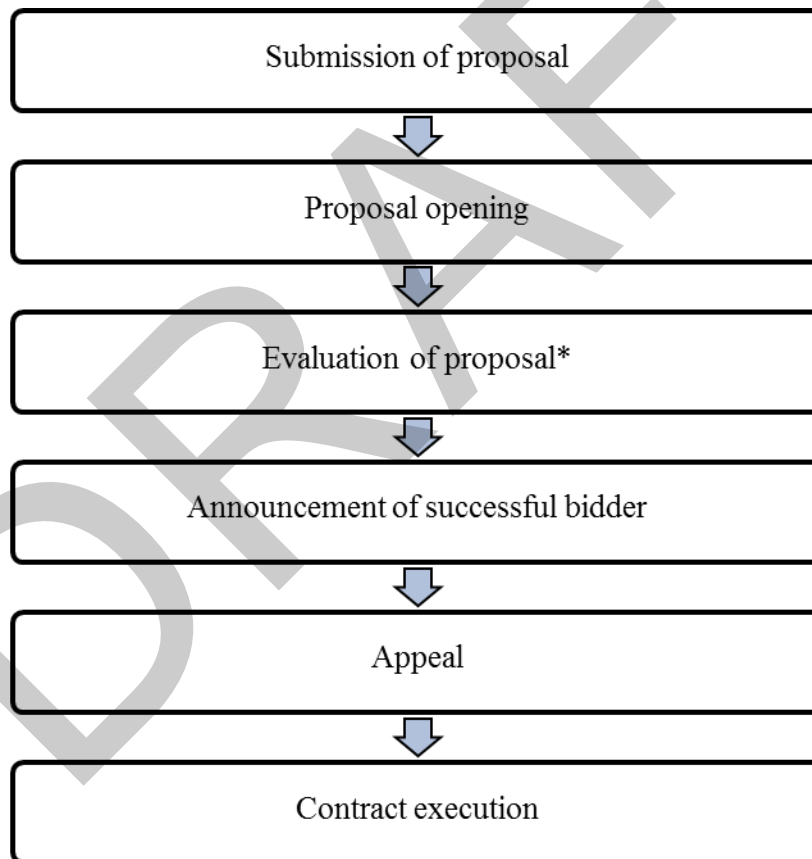 Submission of proposal
Proposal opening
Evaluation of proposal*
Announcement of successful bidder
Appeal
Contract execution
DRAFT